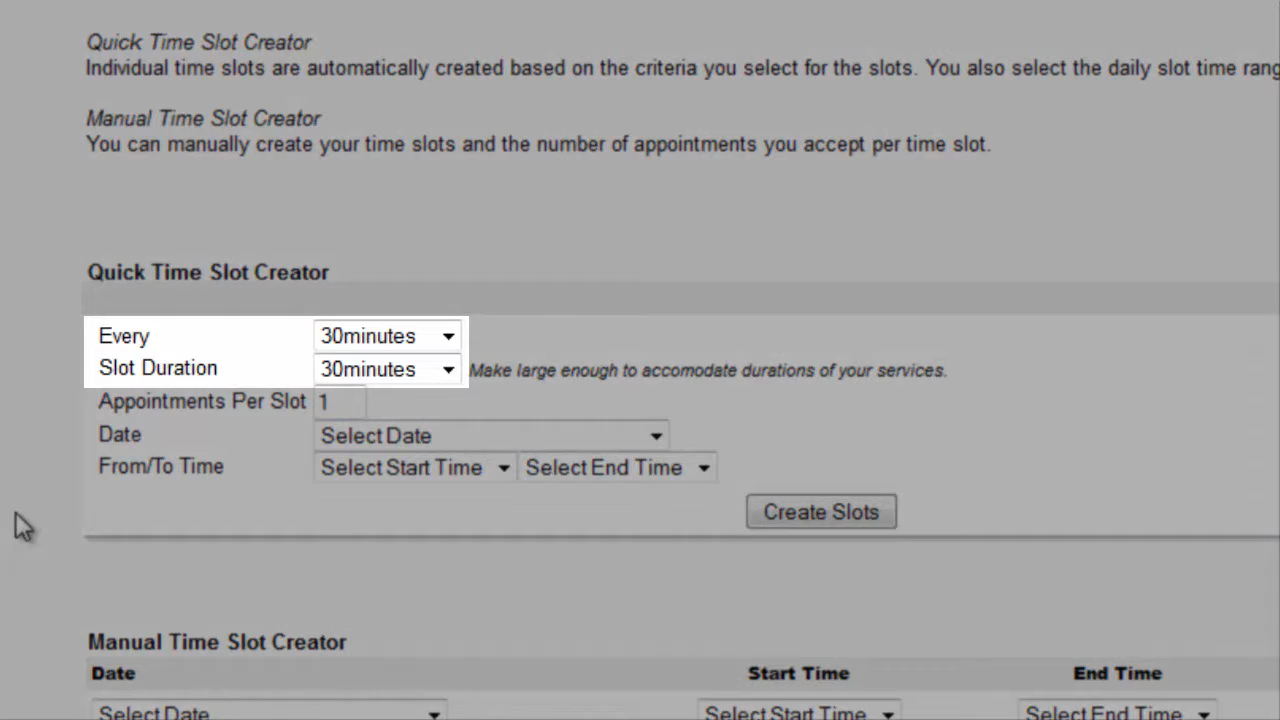 Quick Time Slot Creator
Individual time slots are automatically created based on the criteria you select for the slots. You also select the daily slot time rang
Manual Time Slot Creator
You can manually create your time slots and the number of appointments you accept per time slot.
Quick Time Slot Creator
Every 30minutes
Slot Duration 30minutes Make large enough to accomodate durations of your services.
Appointments Per Slot 1
Date Select Date
From/To Time Select Start Time Select End Time
Create Slots
Manual Time Slot Creator
Date Start Time End Time
Select Date Select Start Time Select End Time